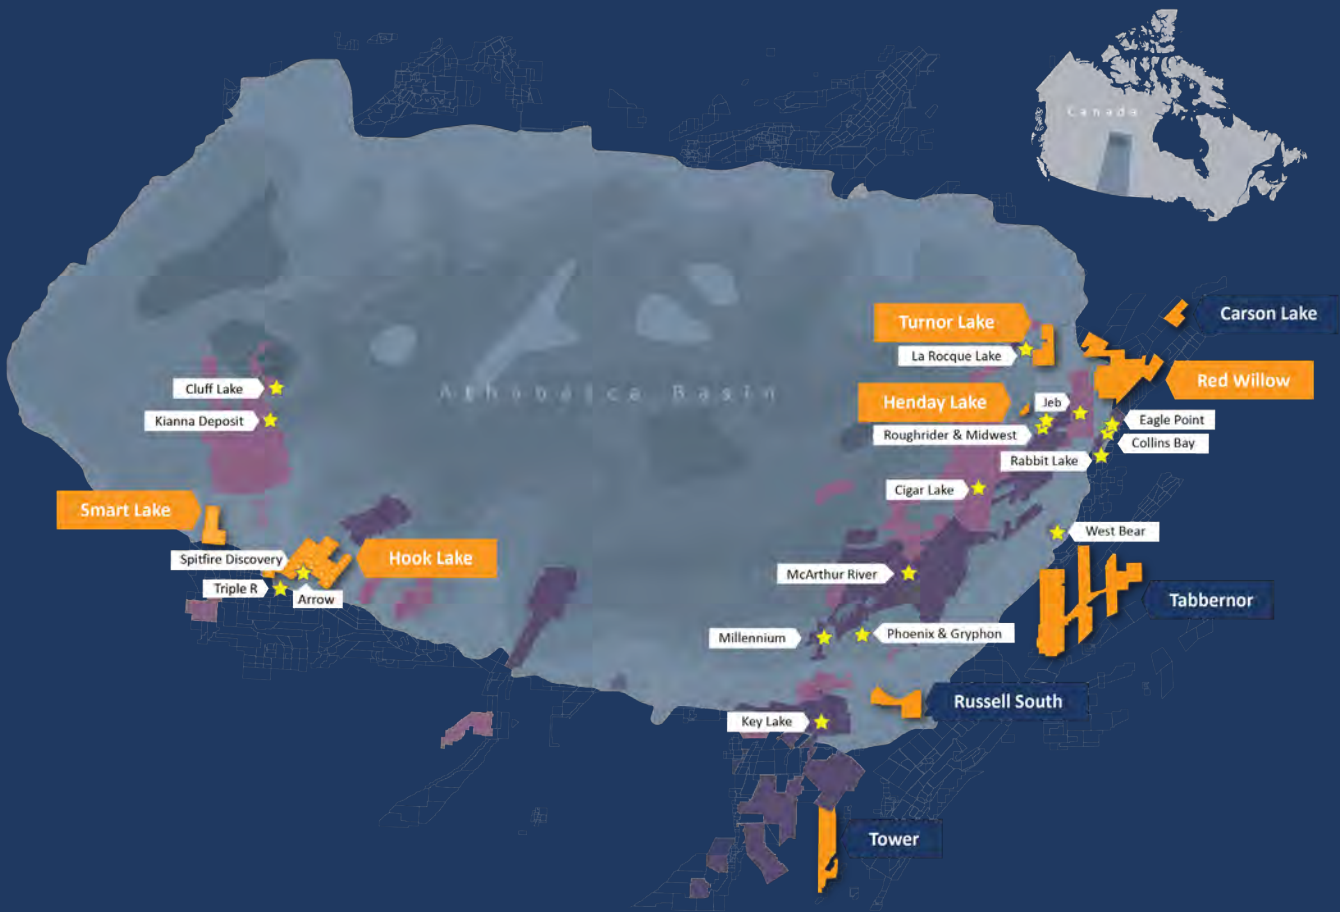 Canada
Carson Lake
Turnor Lake
La Rocque Lake
Red Willow
Cluff Lake
Athabasca Basin
Henday Lake
Jeb
Kianna Deposit
Eagle Point
Roughrider & Midwest
Collins Bay
Rabbit Lake
Cigar Lake
Smart Lake
West Bear
Spitfire Discovery
Hook Lake
McArthur River
Triple R
Arrow
Tabbernor
Millennium
Phoenix & Gryphon
Russell South
Key Lake
Tower